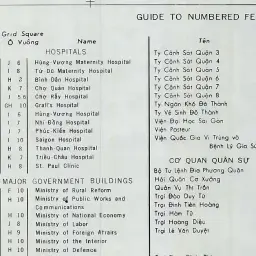 GUIDE TO NUMBERED FE
Grid Square
Ô Vuông Name
HOSPITALS
J 6 Hùng-Vương Maternity Hospital
I 8 Từ Dũ Maternity Hospital
H 2 Bình Dân Hospital
K 7 Chợ Quán Hospital
J 5 6 Chợ Rẫy Hospital
GH 10 Grall's Hospital
I 6 Hồng-Vương Hospital
I 7 Nhi Đồng Hospital
J 7 Phúc-Kiến Hospital
I 10 Saigon Hospital
H 8 Thanh-Quan Hospital
K 7 Triều-Châu Hospital
H 8 St. Paul Clinic
MAJOR GOVERNMENT BUILDINGS
F 10 Ministry of Rural Reform
H 10 Ministry of Public Works and
Communications
H 10 Ministry of National Economy
I 8 Ministry of Labor
H 9 Ministry of Foreign Affairs
H 10 Ministry of the Interior
H 10 Ministry of Defence
Tên
Ty Cảnh Sát Quận 3
Ty Cảnh Sát Quận 4
Ty Cảnh Sát Quận 5
Ty Cảnh Sát Quận 6
Ty Cảnh Sát Quận 7
Ty Cảnh Sát Quận 8
Ty Ngân Khố Đô Thành
Ty Vệ Sinh Đô Thành
Viện Đại Học Sài Gòn
Viện Pasteur
Viện Quốc Gia Vi Trùng và
Bệnh Lý Gia Sú
CƠ QUAN QUÂN SỰ
Bộ Tư Lệnh Địa Phương Quân
Hải Quân Cơ Xưởng
Quân Vụ Thị Trấn
Trại Đào Duy Từ
Trại Đinh Tiên Hoàng
Trại Hàm Tử
Trại Hoàng Diệu
Trại Lê Văn Duyệt